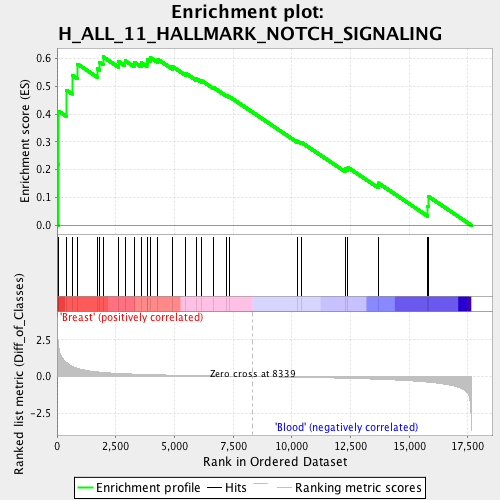 Enrichment plot:
H_ALL_11_HALLMARK_NOTCH_SIGNALING
Enrichment score (ES)
0.6
0.5
0.4
0.3
0.2
0.1
0.0
'Breast' (positively correlated)
Ranked list metric (Diff_of_Classes)
2.5
0.0
-2.5
Zero cross at 8339
'Blood' (negatively correlated)
0 2,500 5,000 7,500 10,000 12,500 15,000 17,500
Rank in Ordered Dataset
Enrichment profile Hits Ranking metric scores